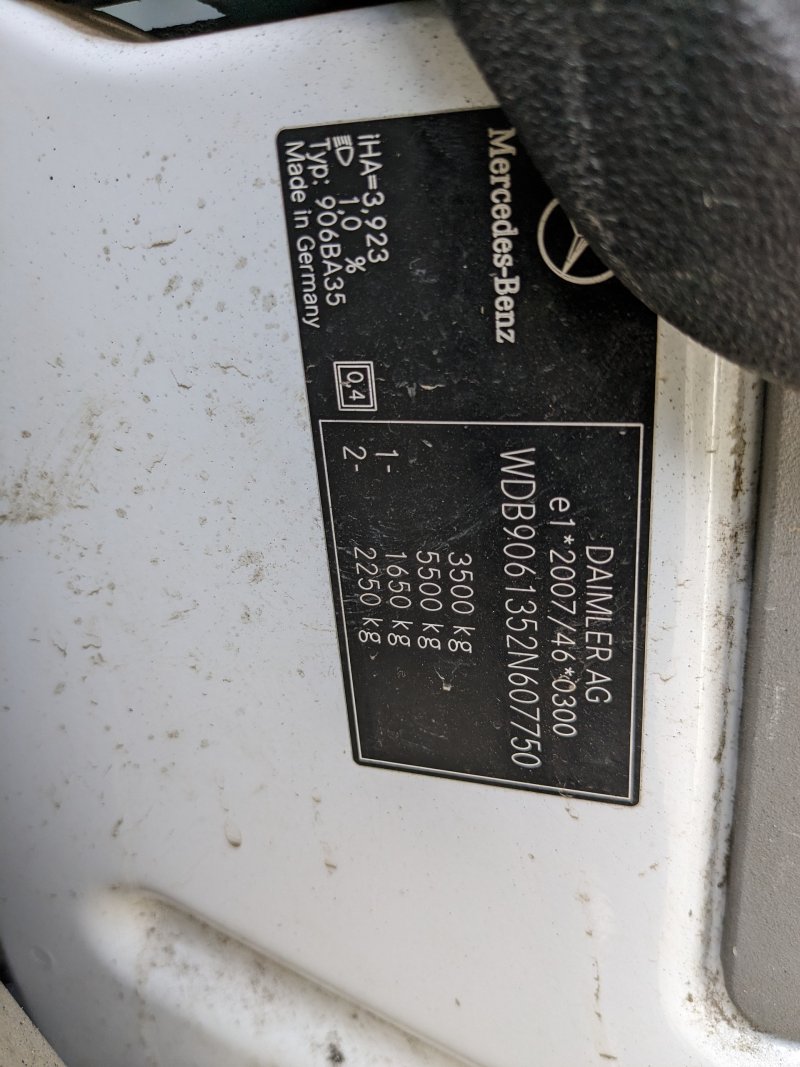 Mercedes-Benz
iHA=3,923
1,0 %
Typ: 906BA35
Made in Germany
0,4
DAIMLER AG
e1*2007/46*0300
WDB9061352N607750
3500 kg
5500 kg
1- 1650 kg
2- 2250 kg